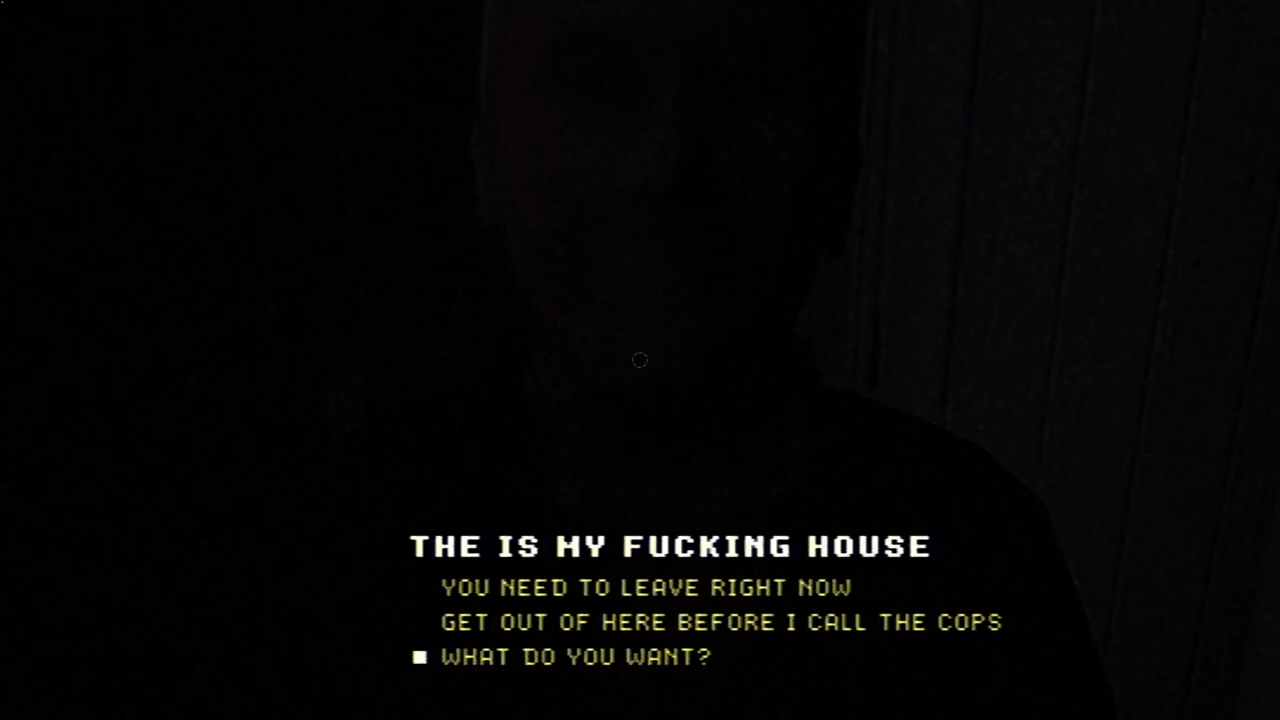 THE IS MY FUCKING HOUSE
YOU NEED TO LEAVE RIGHT NOW
GET OUT OF HERE BEFORE I CALL THE COPS
WHAT DO YOU WANT?